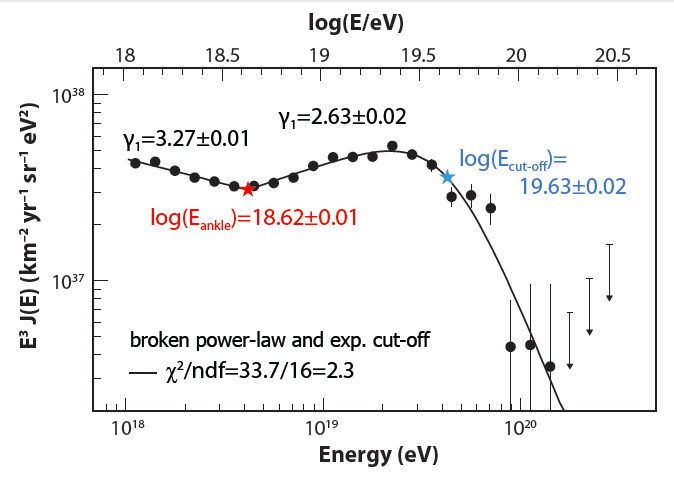 log(E/eV)
18 18.5 19 19.5 20 20.5
10³⁸
γ₁=2.63±0.02
γ₁=3.27±0.01
log(E_cut-off)=
19.63±0.02
log(E_ankle)=18.62±0.01
E³ J(E) (km⁻² yr⁻¹ sr⁻¹ eV²)
10³⁷
broken power-law and exp. cut-off
χ²/ndf=33.7/16=2.3
10¹⁸ 10¹⁹ 10²⁰
Energy (eV)